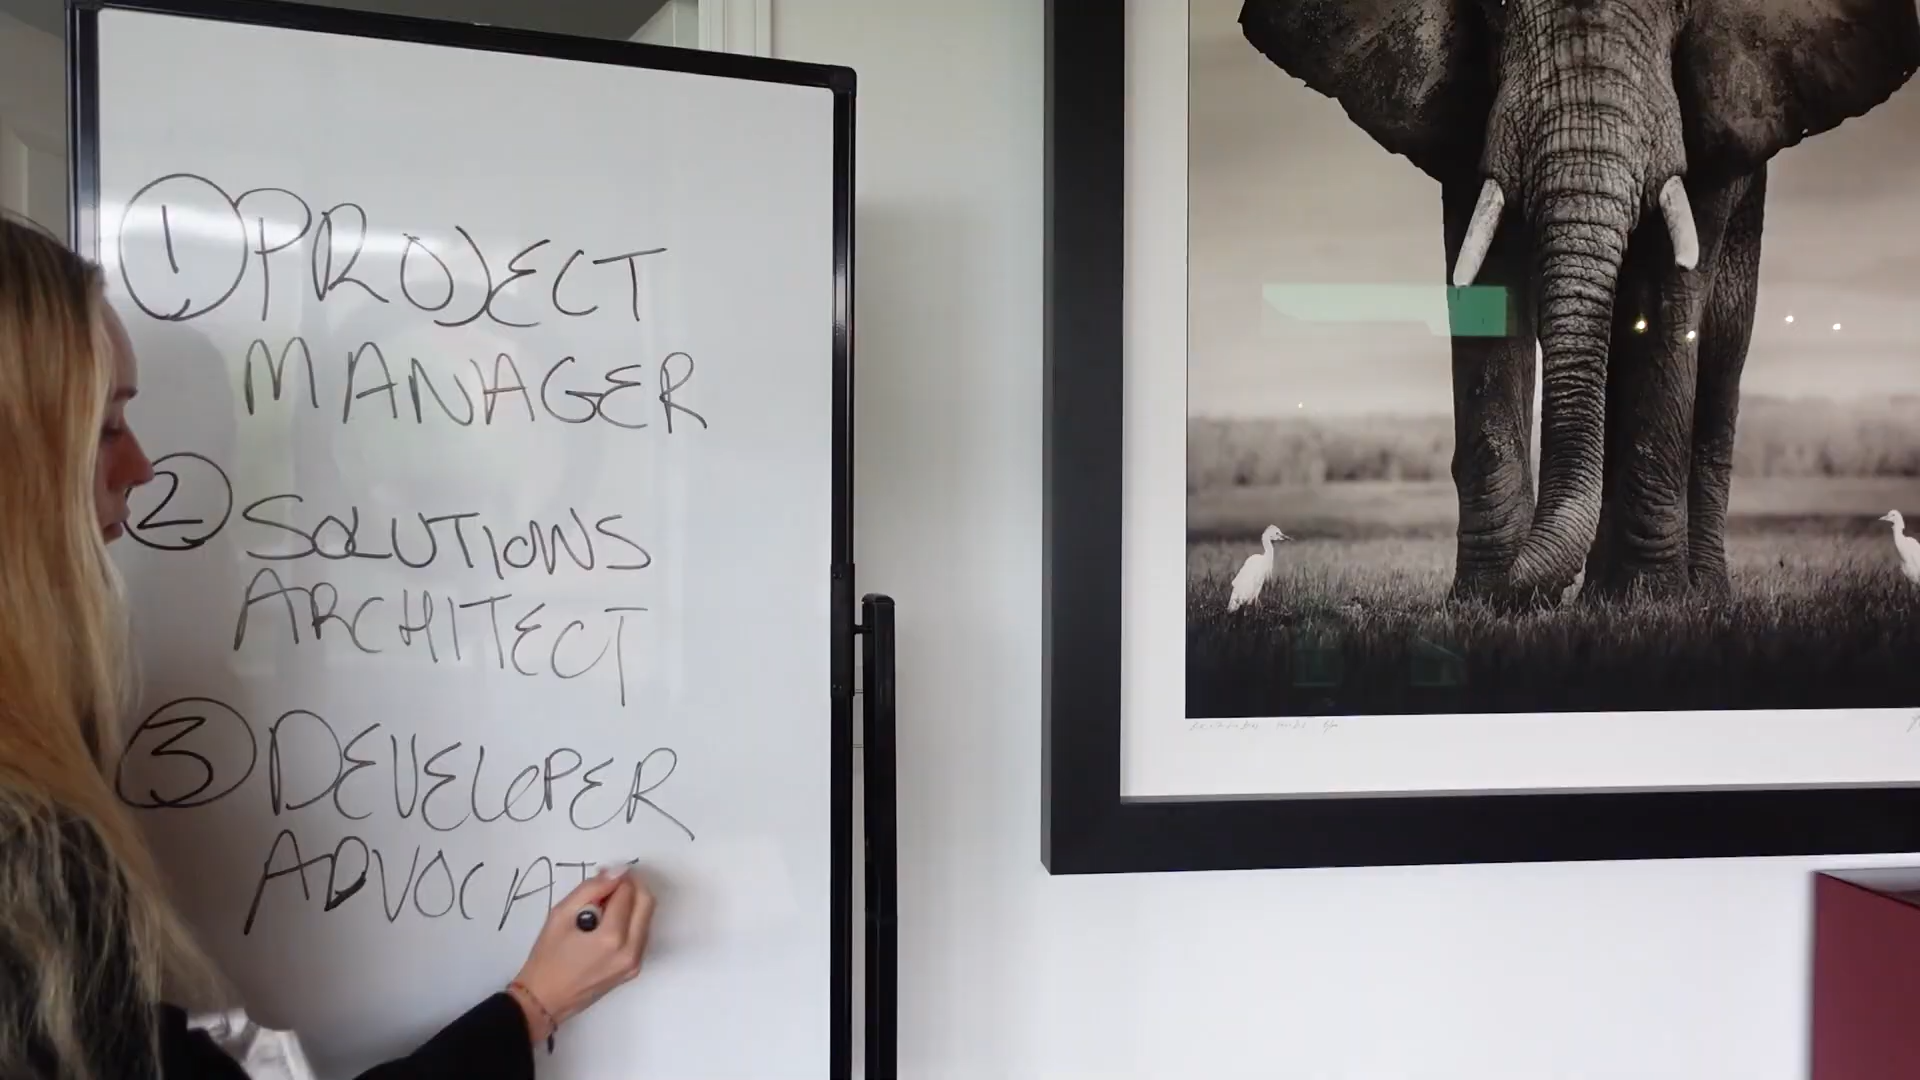 1 PROJECT
MANAGER
2 SOLUTIONS
ARCHITECT
3 DEVELOPER